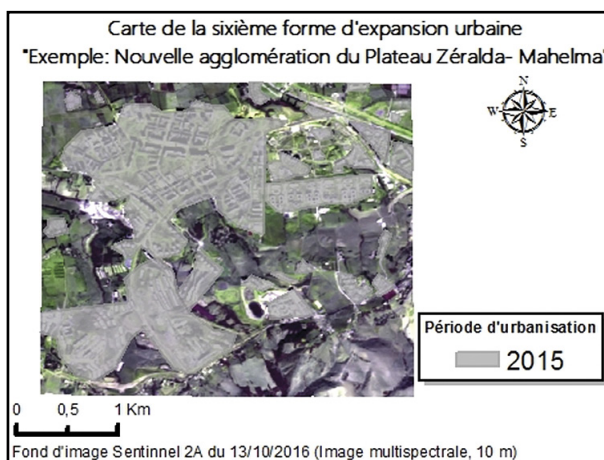 Carte de la sixième forme d'expansion urbaine
"Exemple: Nouvelle agglomération du Plateau Zéralda- Mahelma"
N
W E
S
Période d'urbanisation
2015
0 0,5 1 Km
Fond d'image Sentinnel 2A du 13/10/2016 (Image multispectrale, 10 m)